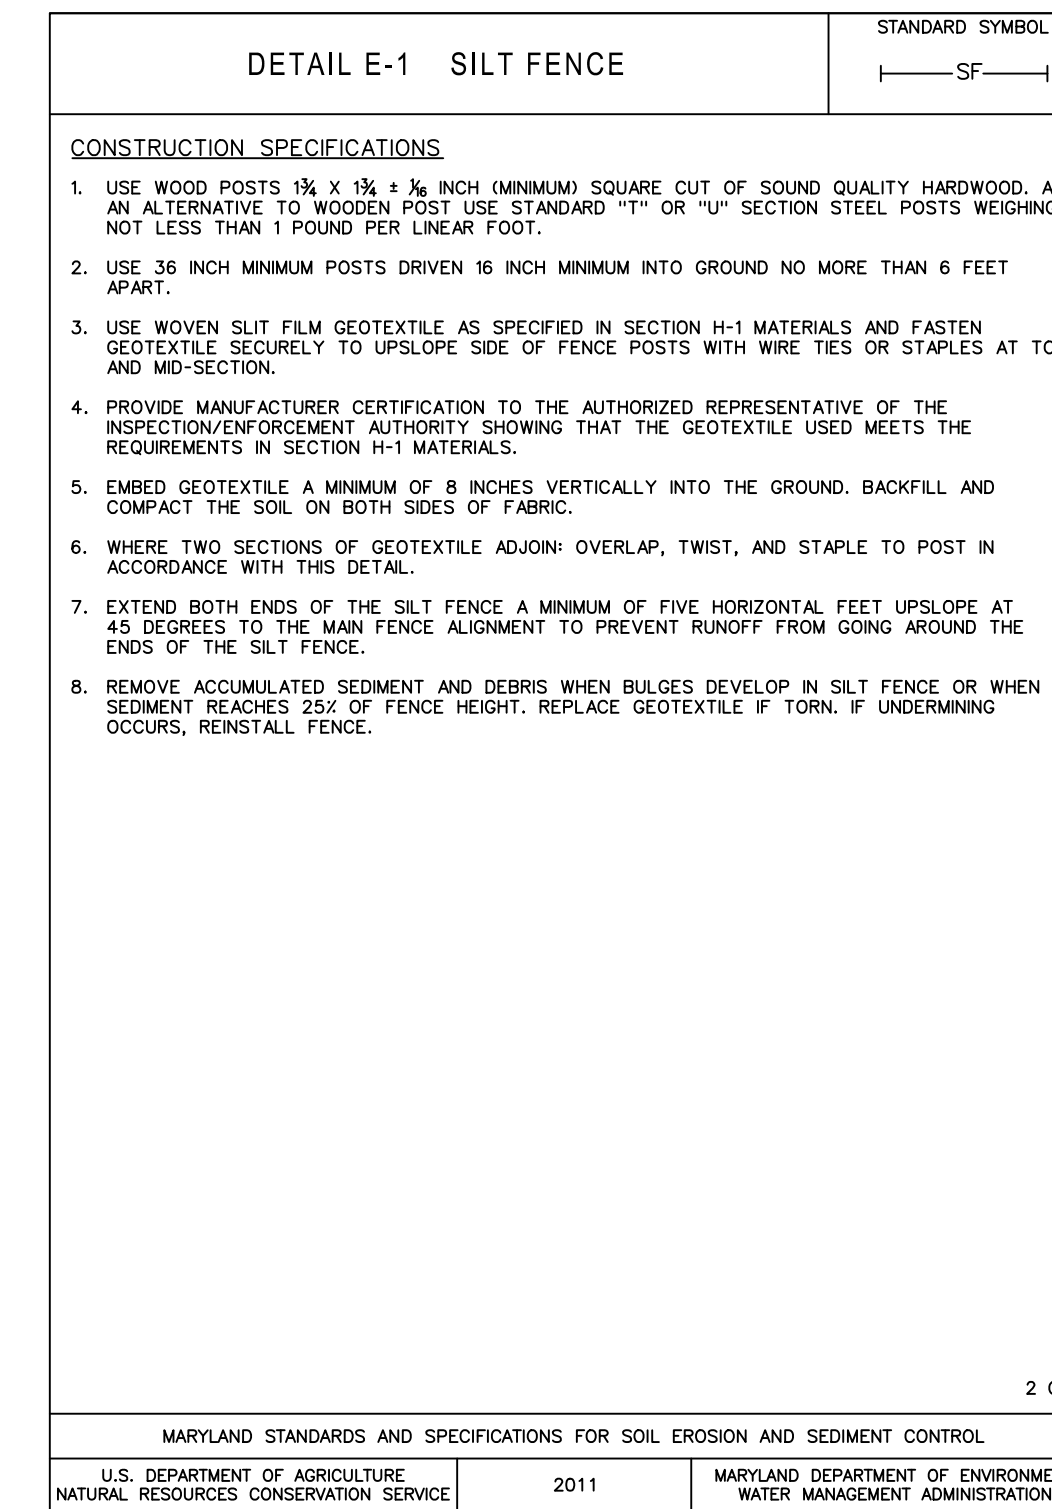 DETAIL E-1 SILT FENCE
STANDARD SYMBOL
SF
CONSTRUCTION SPECIFICATIONS
1. USE WOOD POSTS 1¾ X 1¾ ± 1/16 INCH (MINIMUM) SQUARE CUT OF SOUND QUALITY HARDWOOD.
AN ALTERNATIVE TO WOODEN POST USE STANDARD "T" OR "U" SECTION STEEL POSTS WEIGHING
NOT LESS THAN 1 POUND PER LINEAR FOOT.
2. USE 36 INCH MINIMUM POSTS DRIVEN 16 INCH MINIMUM INTO GROUND NO MORE THAN 6 FEET
APART.
3. USE WOVEN SLIT FILM GEOTEXTILE AS SPECIFIED IN SECTION H-1 MATERIALS AND FASTEN
GEOTEXTILE SECURELY TO UPSLOPE SIDE OF FENCE POSTS WITH WIRE TIES OR STAPLES AT
AND MID-SECTION.
4. PROVIDE MANUFACTURER CERTIFICATION TO THE AUTHORIZED REPRESENTATIVE OF THE
INSPECTION/ENFORCEMENT AUTHORITY SHOWING THAT THE GEOTEXTILE USED MEETS THE
REQUIREMENTS IN SECTION H-1 MATERIALS.
5. EMBED GEOTEXTILE A MINIMUM OF 8 INCHES VERTICALLY INTO THE GROUND. BACKFILL AND
COMPACT THE SOIL ON BOTH SIDES OF FABRIC.
6. WHERE TWO SECTIONS OF GEOTEXTILE ADJOIN: OVERLAP, TWIST, AND STAPLE TO POST IN
ACCORDANCE WITH THIS DETAIL.
7. EXTEND BOTH ENDS OF THE SILT FENCE A MINIMUM OF FIVE HORIZONTAL FEET UPSLOPE AT
45 DEGREES TO THE MAIN FENCE ALIGNMENT TO PREVENT RUNOFF FROM GOING AROUND THE
ENDS OF THE SILT FENCE.
8. REMOVE ACCUMULATED SEDIMENT AND DEBRIS WHEN BULGES DEVELOP IN SILT FENCE OR WHEN
SEDIMENT REACHES 25% OF FENCE HEIGHT. REPLACE GEOTEXTILE IF TORN. IF UNDERMINING
OCCURS, REINSTALL FENCE.
2
MARYLAND STANDARDS AND SPECIFICATIONS FOR SOIL EROSION AND SEDIMENT CONTROL
U.S. DEPARTMENT OF AGRICULTURE
NATURAL RESOURCES CONSERVATION SERVICE
2011
MARYLAND DEPARTMENT OF
WATER MANAGEMENT ADMINISTRATION